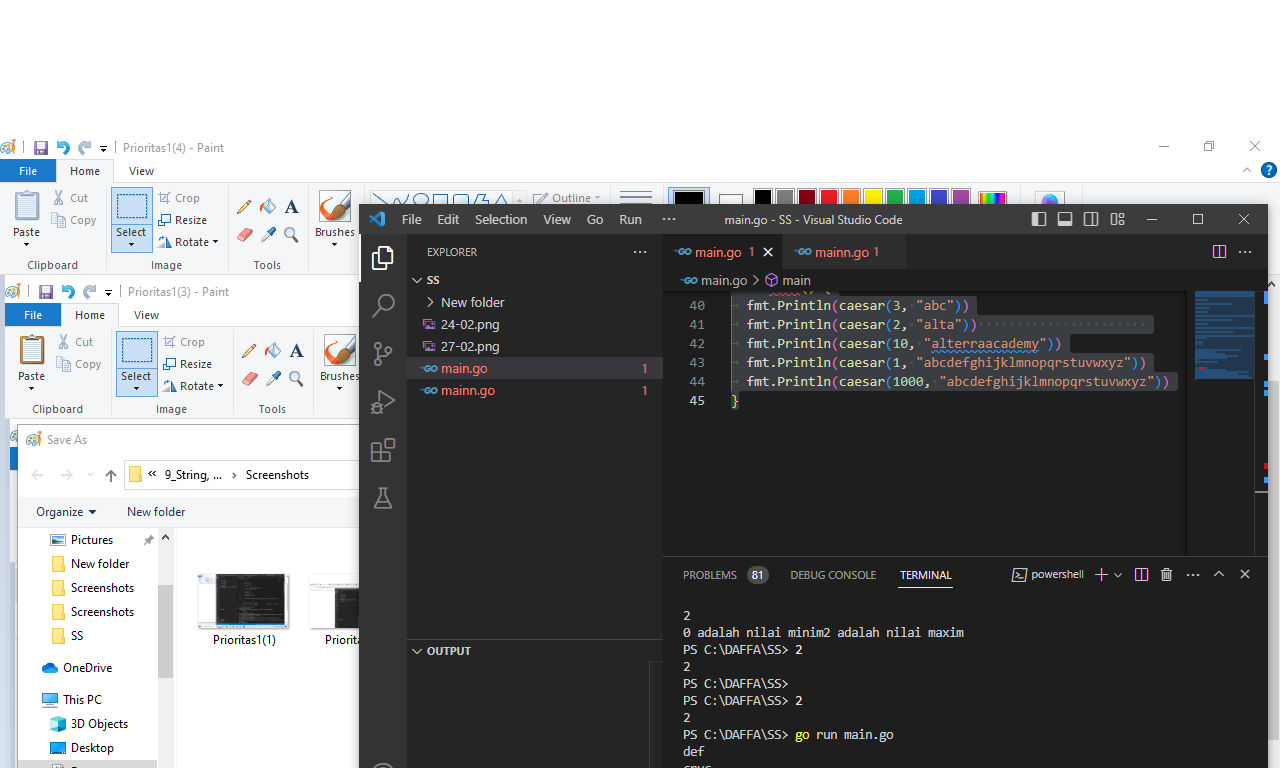 Prioritas1(4) - Paint
File
Home
View
Paste
Cut
Copy
Select
Crop
Resize
Rotate
Brushes
Outline
Clipboard
Image
Tools
Prioritas1(3) - Paint
File
Home
View
Paste
Cut
Copy
Select
Crop
Resize
Rotate
Brushes
Clipboard
Image
Tools
Save As
« 9_String, ... › Screenshots
Organize
New folder
Pictures
New folder
Screenshots
Screenshots
SS
OneDrive
This PC
3D Objects
Desktop
Prioritas1(1)
File Edit Selection View Go Run ···
main.go - SS - Visual Studio Code
EXPLORER
SS
New folder
24-02.png
27-02.png
main.go 1
mainn.go 1
OUTPUT
main.go 1
mainn.go 1
main.go > main
40 fmt.Println(caesar(3, "abc"))
41 fmt.Println(caesar(2, "alta"))
42 fmt.Println(caesar(10, "alterraacademy"))
43 fmt.Println(caesar(1, "abcdefghijklmnopqrstuvwxyz"))
44 fmt.Println(caesar(1000, "abcdefghijklmnopqrstuvwxyz"))
45 }
PROBLEMS 81 DEBUG CONSOLE TERMINAL powershell
2
0 adalah nilai minim2 adalah nilai maxim
PS C:\DAFFA\SS> 2
2
PS C:\DAFFA\SS>
PS C:\DAFFA\SS> 2
2
PS C:\DAFFA\SS> go run main.go
def